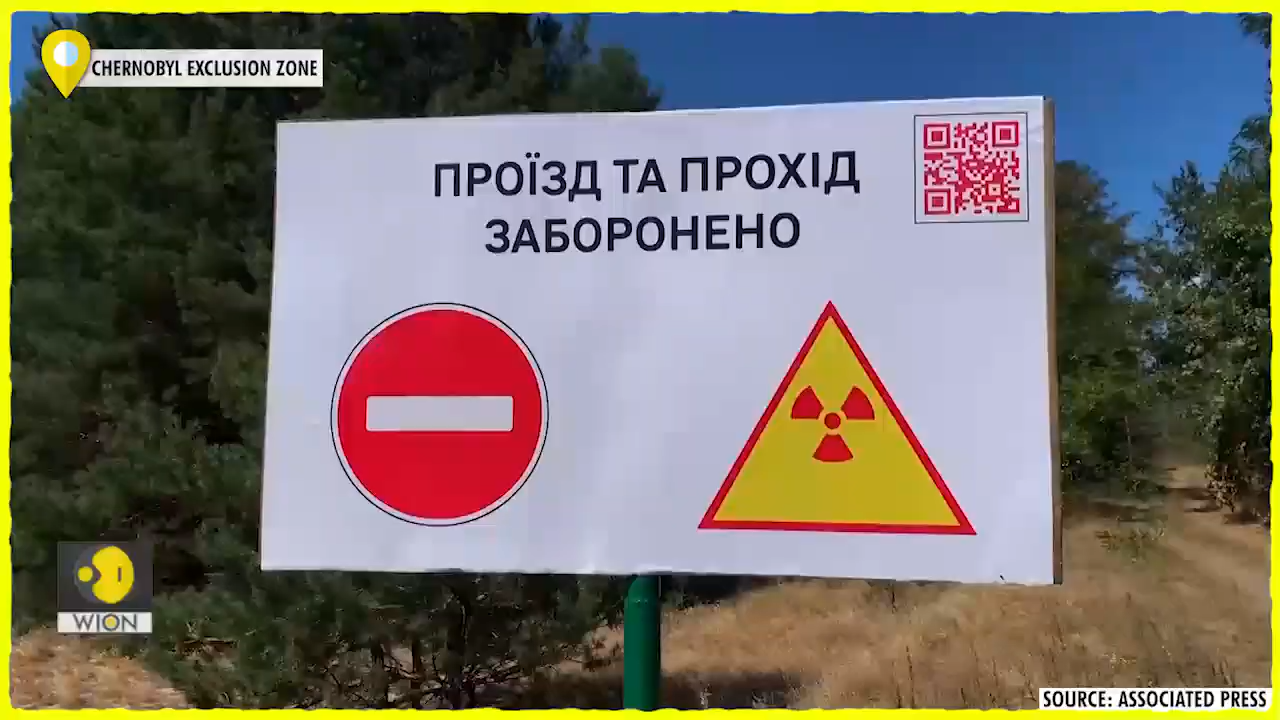 CHERNOBYL EXCLUSION ZONE
ПРОЇЗД ТА ПРОХІД
ЗАБОРОНЕНО
WION
SOURCE: ASSOCIATED PRESS